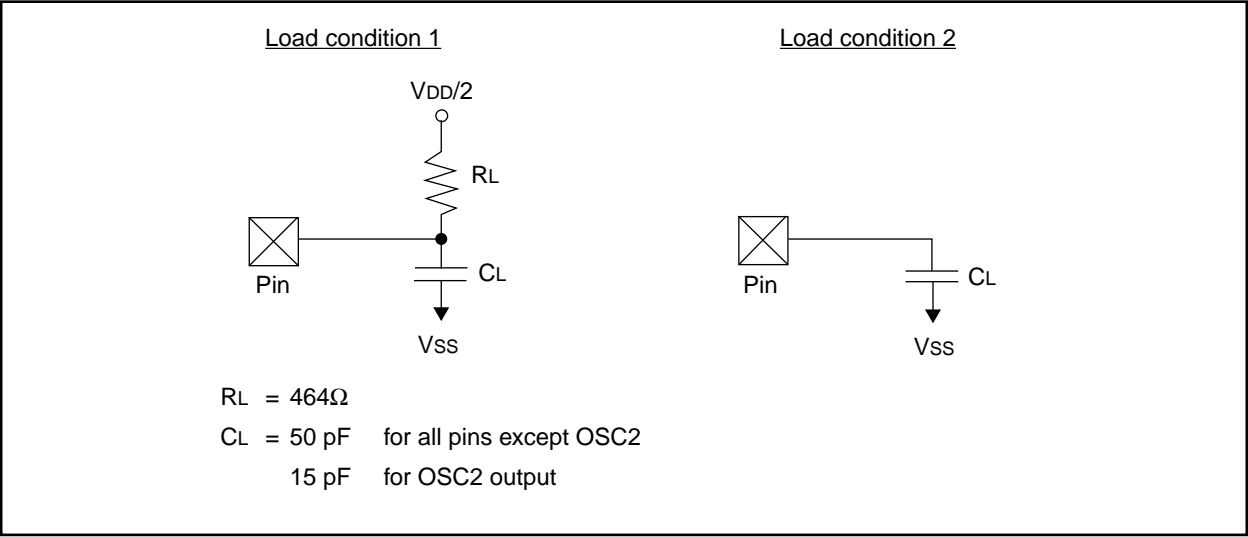 Load condition 1
Load condition 2
VDD/2
RL
Pin
CL
VSS
Pin
CL
VSS
RL = 464Ω
CL = 50 pF for all pins except OSC2
15 pF for OSC2 output